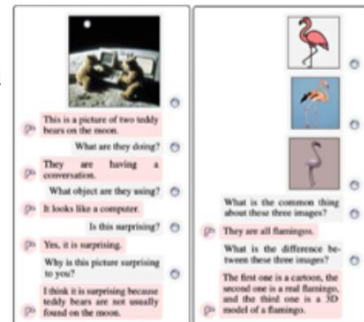 This is a picture of two teddy
bears on the moon.
What are they doing?
They are having a
conversation.
What object are they using?
It looks like a computer.
Is this surprising?
Yes, it is surprising.
Why is this picture surprising
to you?
I think it is surprising because
teddy bears are not usually
found on the moon.
What is the common thing
about these three images?
They are all flamingos.
What is the difference be-
tween these three images?
The first one is a cartoon, the
second one is a real flamingo,
and the third one is a 3D
model of a flamingo.